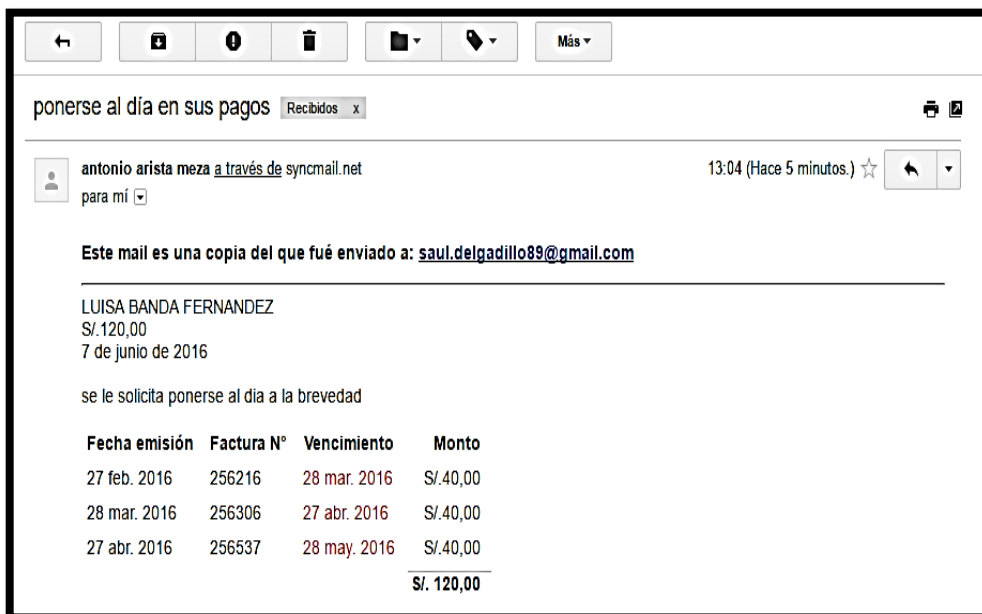 Más
ponerse al día en sus pagos Recibidos x
antonio arista meza a través de syncmail.net 13:04 (Hace 5 minutos.)
para mí
Este mail es una copia del que fué enviado a: saul.delgadillo89@gmail.com
LUISA BANDA FERNANDEZ
S/.120,00
7 de junio de 2016
se le solicita ponerse al dia a la brevedad
Fecha emisión Factura N° Vencimiento Monto
27 feb. 2016 256216 28 mar. 2016 S/.40,00
28 mar. 2016 256306 27 abr. 2016 S/.40,00
27 abr. 2016 256537 28 may. 2016 S/.40,00
S/. 120,00